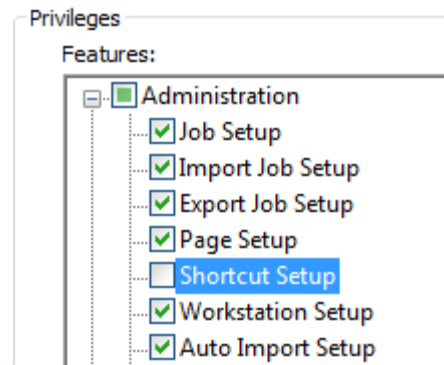 Privileges
Features:
Administration
Job Setup
Import Job Setup
Export Job Setup
Page Setup
Shortcut Setup
Workstation Setup
Auto Import Setup